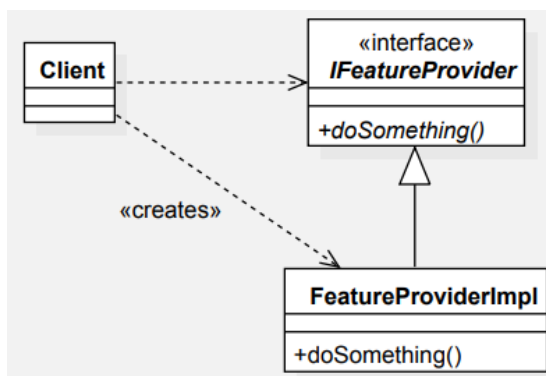 Client
«interface»
IFeatureProvider
+doSomething()
«creates»
FeatureProviderImpl
+doSomething()